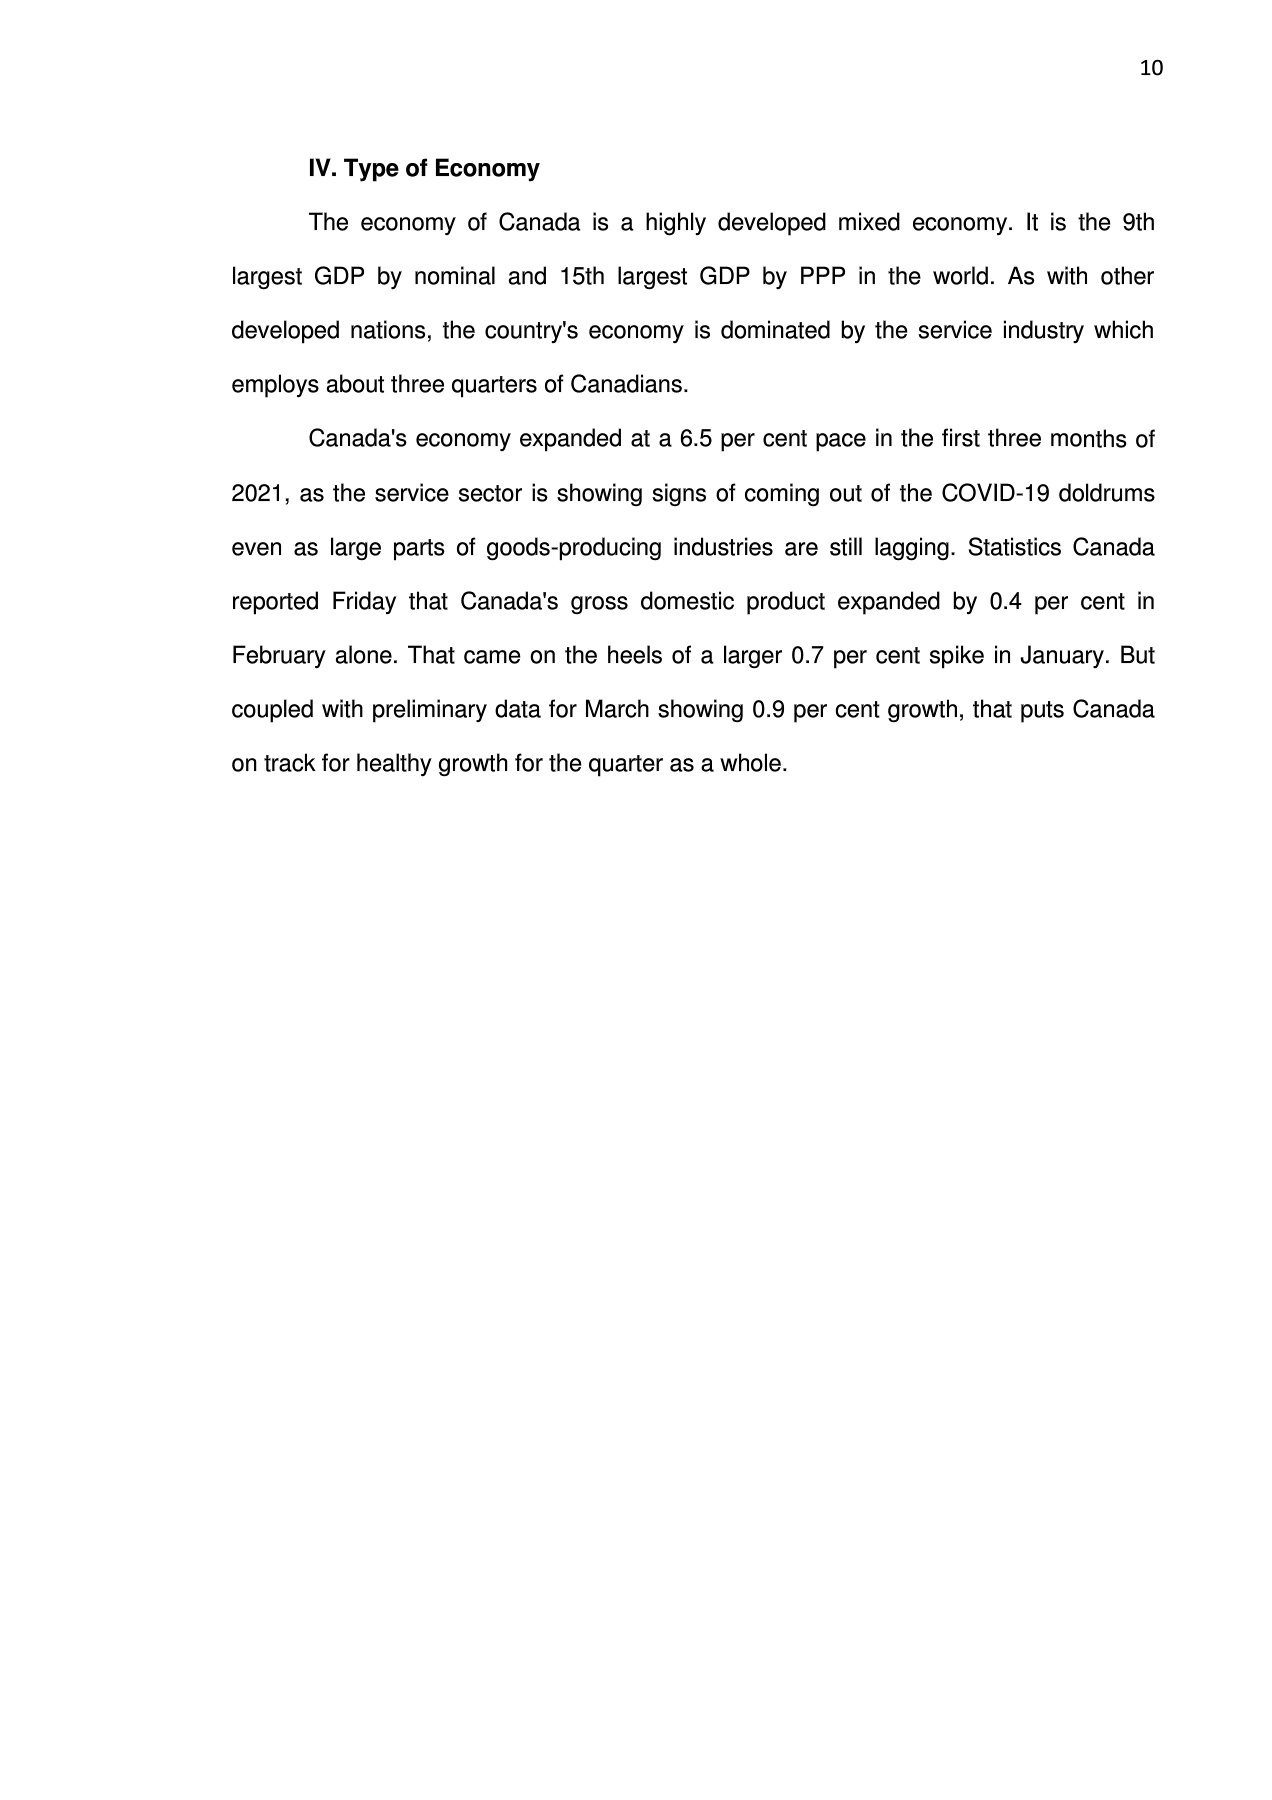 10
IV. Type of Economy
The economy of Canada is a highly developed mixed economy. It is the 9th
largest GDP by nominal and 15th largest GDP by PPP in the world. As with other
developed nations, the country's economy is dominated by the service industry which
employs about three quarters of Canadians.
Canada's economy expanded at a 6.5 per cent pace in the first three months of
2021, as the service sector is showing signs of coming out of the COVID-19 doldrums
even as large parts of goods-producing industries are still lagging. Statistics Canada
reported Friday that Canada's gross domestic product expanded by 0.4 per cent in
February alone. That came on the heels of a larger 0.7 per cent spike in January. But
coupled with preliminary data for March showing 0.9 per cent growth, that puts Canada
on track for healthy growth for the quarter as a whole.